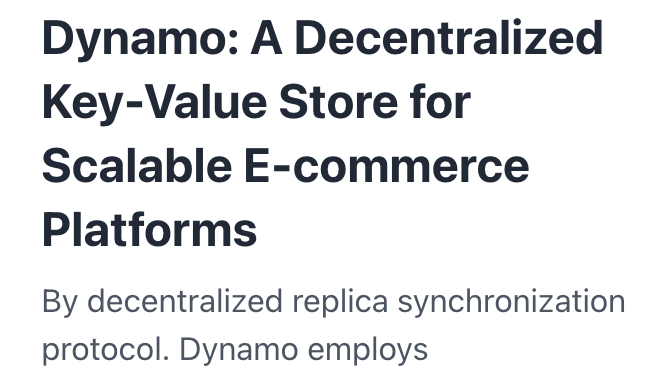 Dynamo: A Decentralized
Key-Value Store for
Scalable E-commerce
Platforms
By decentralized replica synchronization
protocol. Dynamo employs